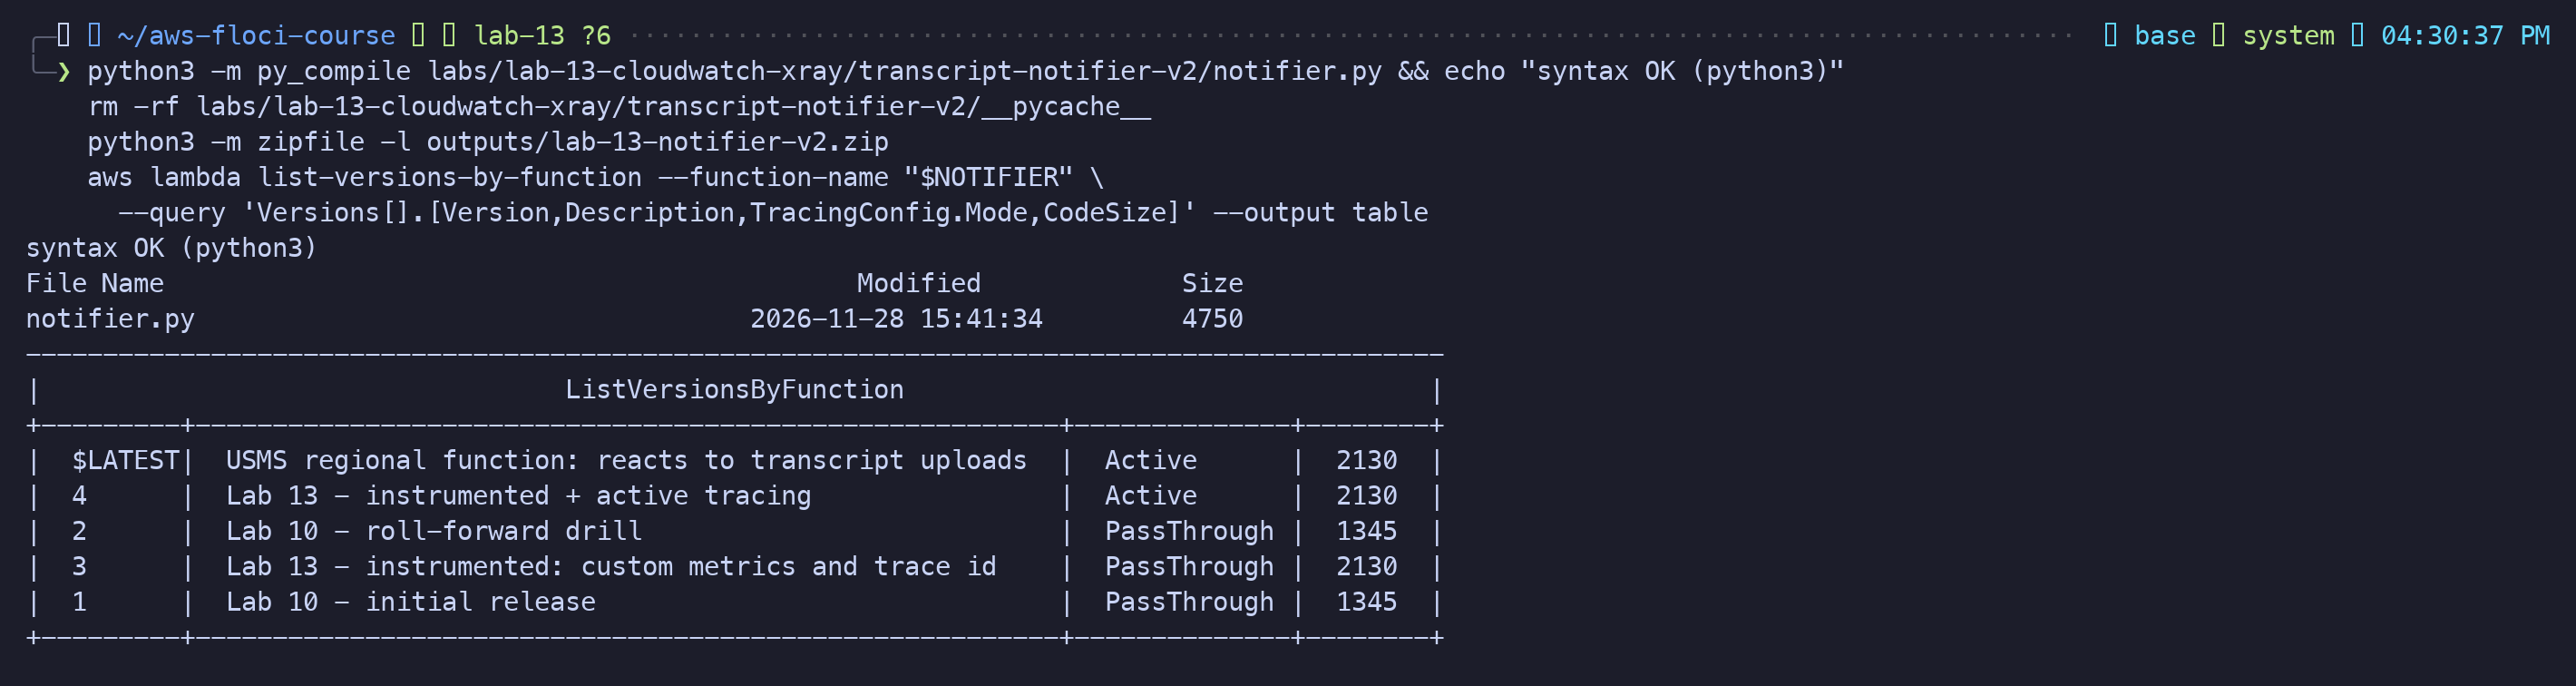 ~/aws-floci-course lab-13 ?6 base system 04:30:37 PM
❯ python3 -m py_compile labs/lab-13-cloudwatch-xray/transcript-notifier-v2/notifier.py && echo "syntax OK (python3)"
rm -rf labs/lab-13-cloudwatch-xray/transcript-notifier-v2/__pycache__
python3 -m zipfile -l outputs/lab-13-notifier-v2.zip
aws lambda list-versions-by-function --function-name "$NOTIFIER" \
--query 'Versions[].[Version,Description,TracingConfig.Mode,CodeSize]' --output table
syntax OK (python3)
File Name Modified Size
notifier.py 2026-11-28 15:41:34 4750
--------------------------------------------------------------------------------------------
| ListVersionsByFunction |
+---------+--------------------------------------------------------+--------------+--------+
| $LATEST| USMS regional function: reacts to transcript uploads | Active | 2130 |
| 4 | Lab 13 - instrumented + active tracing | Active | 2130 |
| 2 | Lab 10 - roll-forward drill | PassThrough | 1345 |
| 3 | Lab 13 - instrumented: custom metrics and trace id | PassThrough | 2130 |
| 1 | Lab 10 - initial release | PassThrough | 1345 |
+---------+--------------------------------------------------------+--------------+--------+